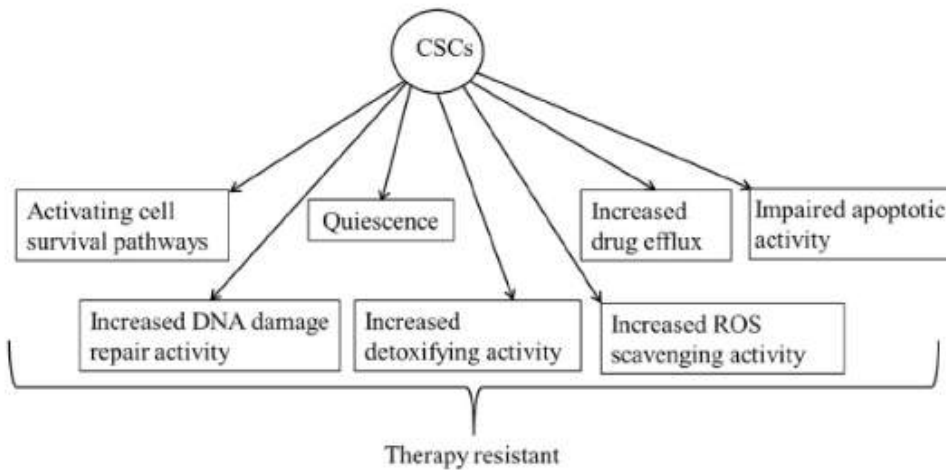 CSCs
Activating cell
survival pathways
Quiescence
Increased
drug efflux
Impaired apoptotic
activity
Increased DNA damage
repair activity
Increased
detoxifying activity
Increased ROS
scavenging activity
Therapy resistant